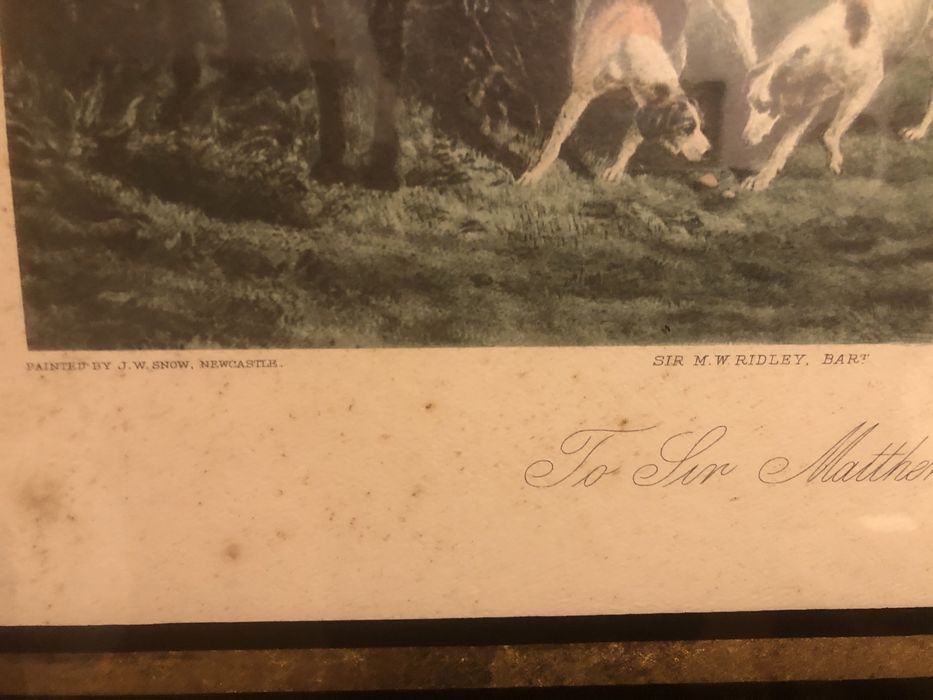 PAINTED BY J. W. SNOW, NEWCASTLE.
SIR M. W. RIDLEY, BART
To Sir Matthew